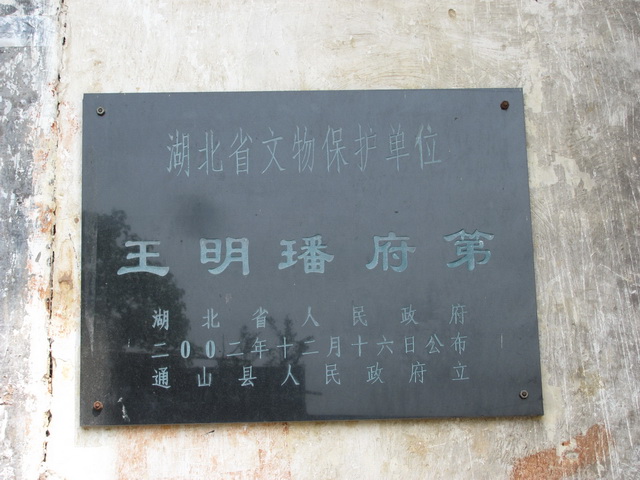 湖北省文物保护单位
王明璠府第
湖北省人民政府
二00二年十二月十六日公布
通山县人民政府立